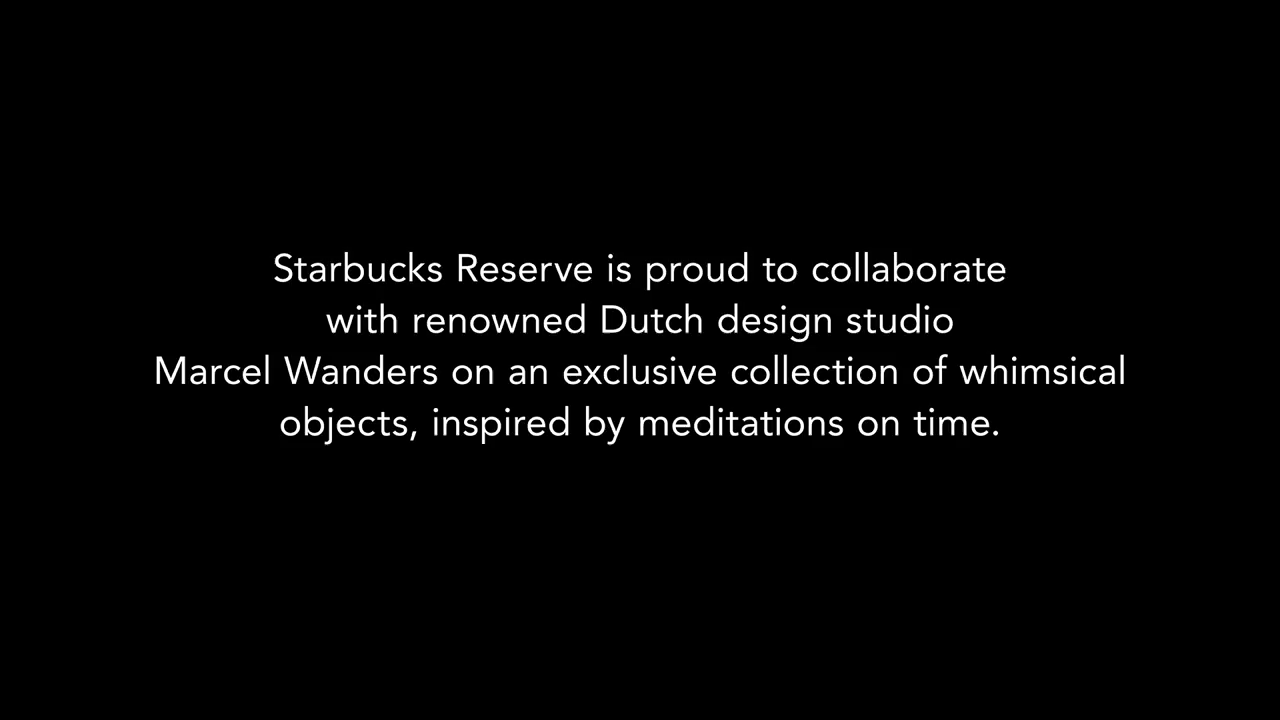 Starbucks Reserve is proud to collaborate
with renowned Dutch design studio
Marcel Wanders on an exclusive collection of whimsical
objects, inspired by meditations on time.